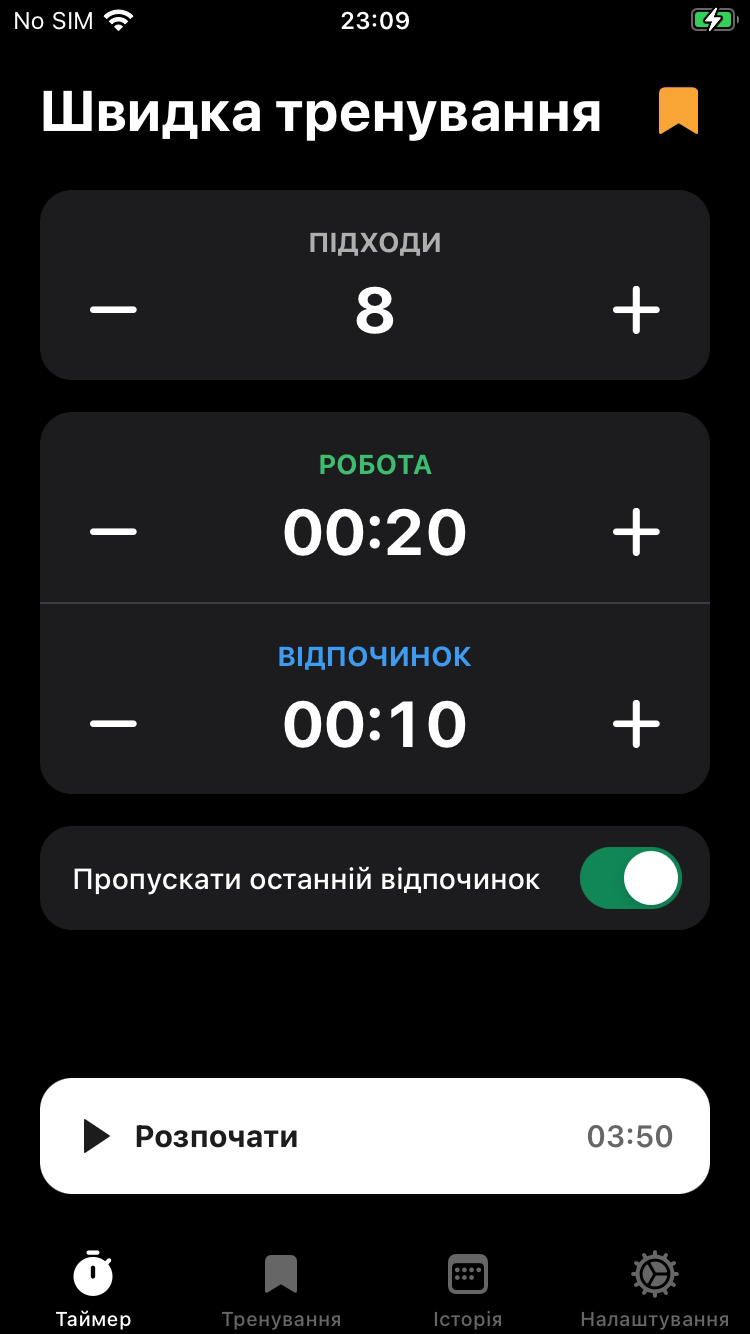 No SIM 23:09
Швидка тренування
ПІДХОДИ
8
РОБОТА
00:20
ВІДПОЧИНОК
00:10
Пропускати останній відпочинок
Розпочати 03:50
Таймер Тренування Історія Налаштування